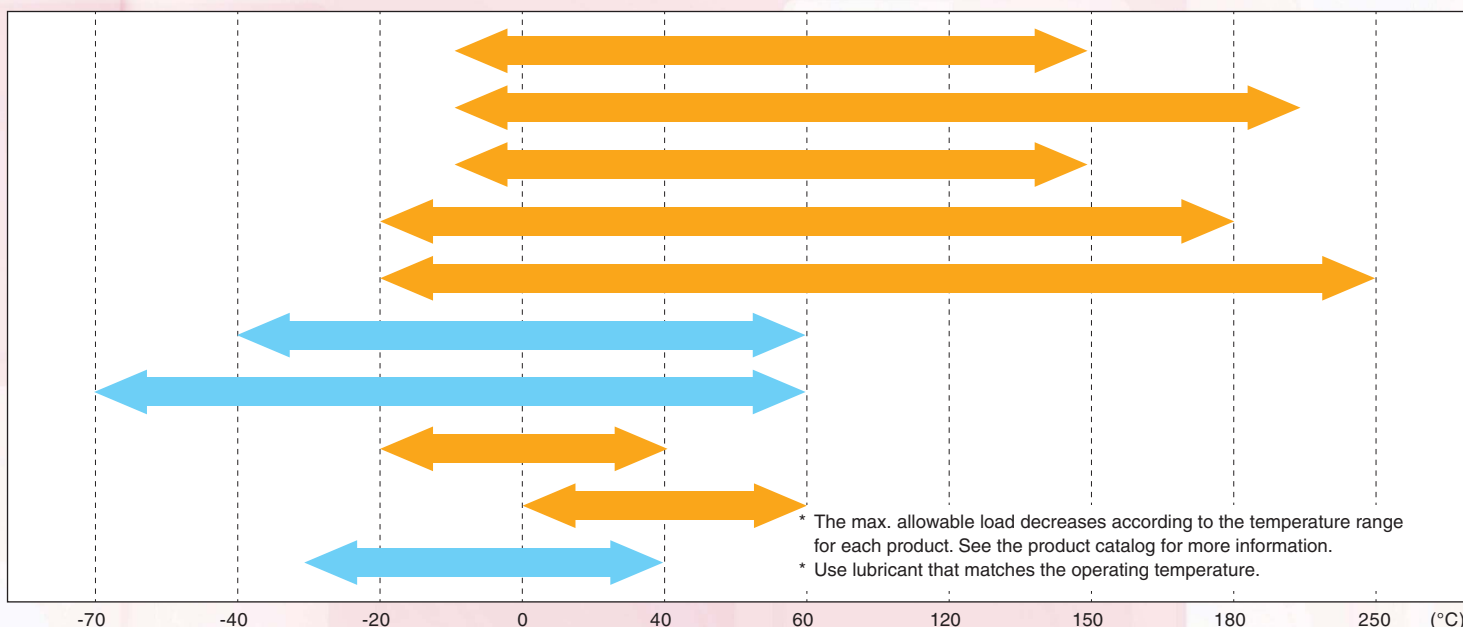 * The max. allowable load decreases according to the temperature range
for each product. See the product catalog for more information.
* Use lubricant that matches the operating temperature.
-70 -40 -20 0 40 60 120 150 180 250 (°C)